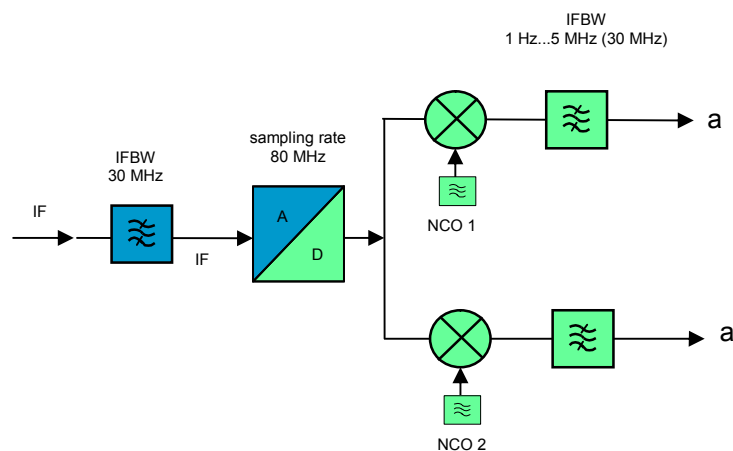 IFBW
1 Hz...5 MHz (30 MHz)
a
sampling rate
80 MHz
IFBW
30 MHz
NCO 1
IF
A
D
IF
a
NCO 2